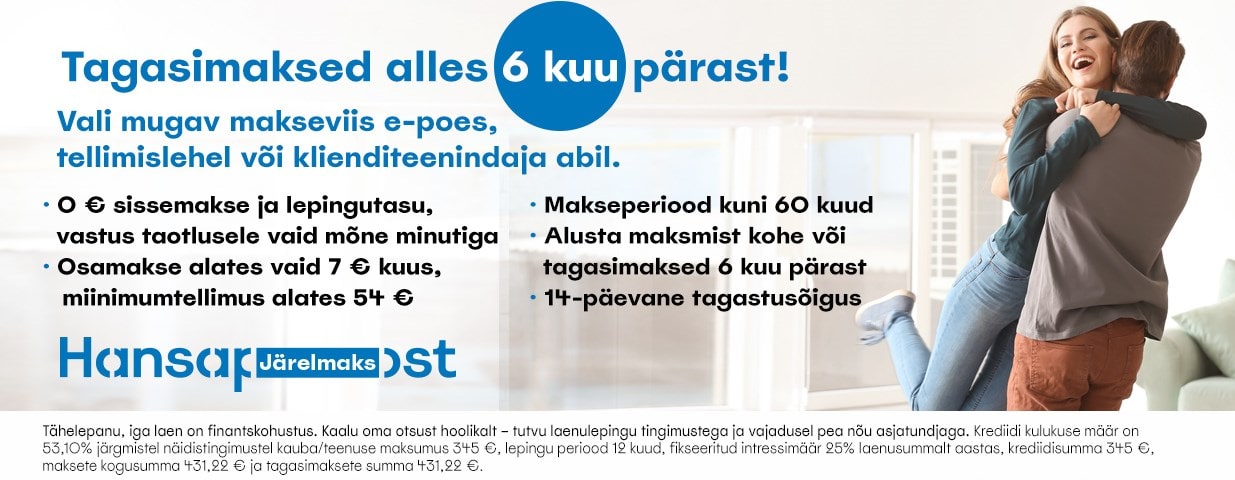 Tagasimaksed alles 6 kuu pärast!
Vali mugav makseviis e-poes,
tellimislehel või klienditeenindaja abil.
· 0 € sissemakse ja lepingutasu,
vastus taotlusele vaid mõne minutiga
· Osamakse alates vaid 7 € kuus,
miinimumtellimus alates 54 €
· Makseperiood kuni 60 kuud
· Alusta maksmist kohe või
tagasimaksed 6 kuu pärast
· 14-päevane tagastusõigus
Hansapost
Järelmaks
Tähelepanu, iga laen on finantskohustus. Kaalu oma otsust hoolikalt – tutvu laenulepingu tingimustega ja vajadusel pea nõu asjatundjaga. Krediidi kulukuse määr on
53,10% järgmistel näidistingimustel kauba/teenuse maksumus 345 €, lepingu periood 12 kuud, fikseeritud intressimäär 25% laenusummalt aastas, krediidisumma 345 €,
maksete kogusumma 431,22 € ja tagasimaksete summa 431,22 €.